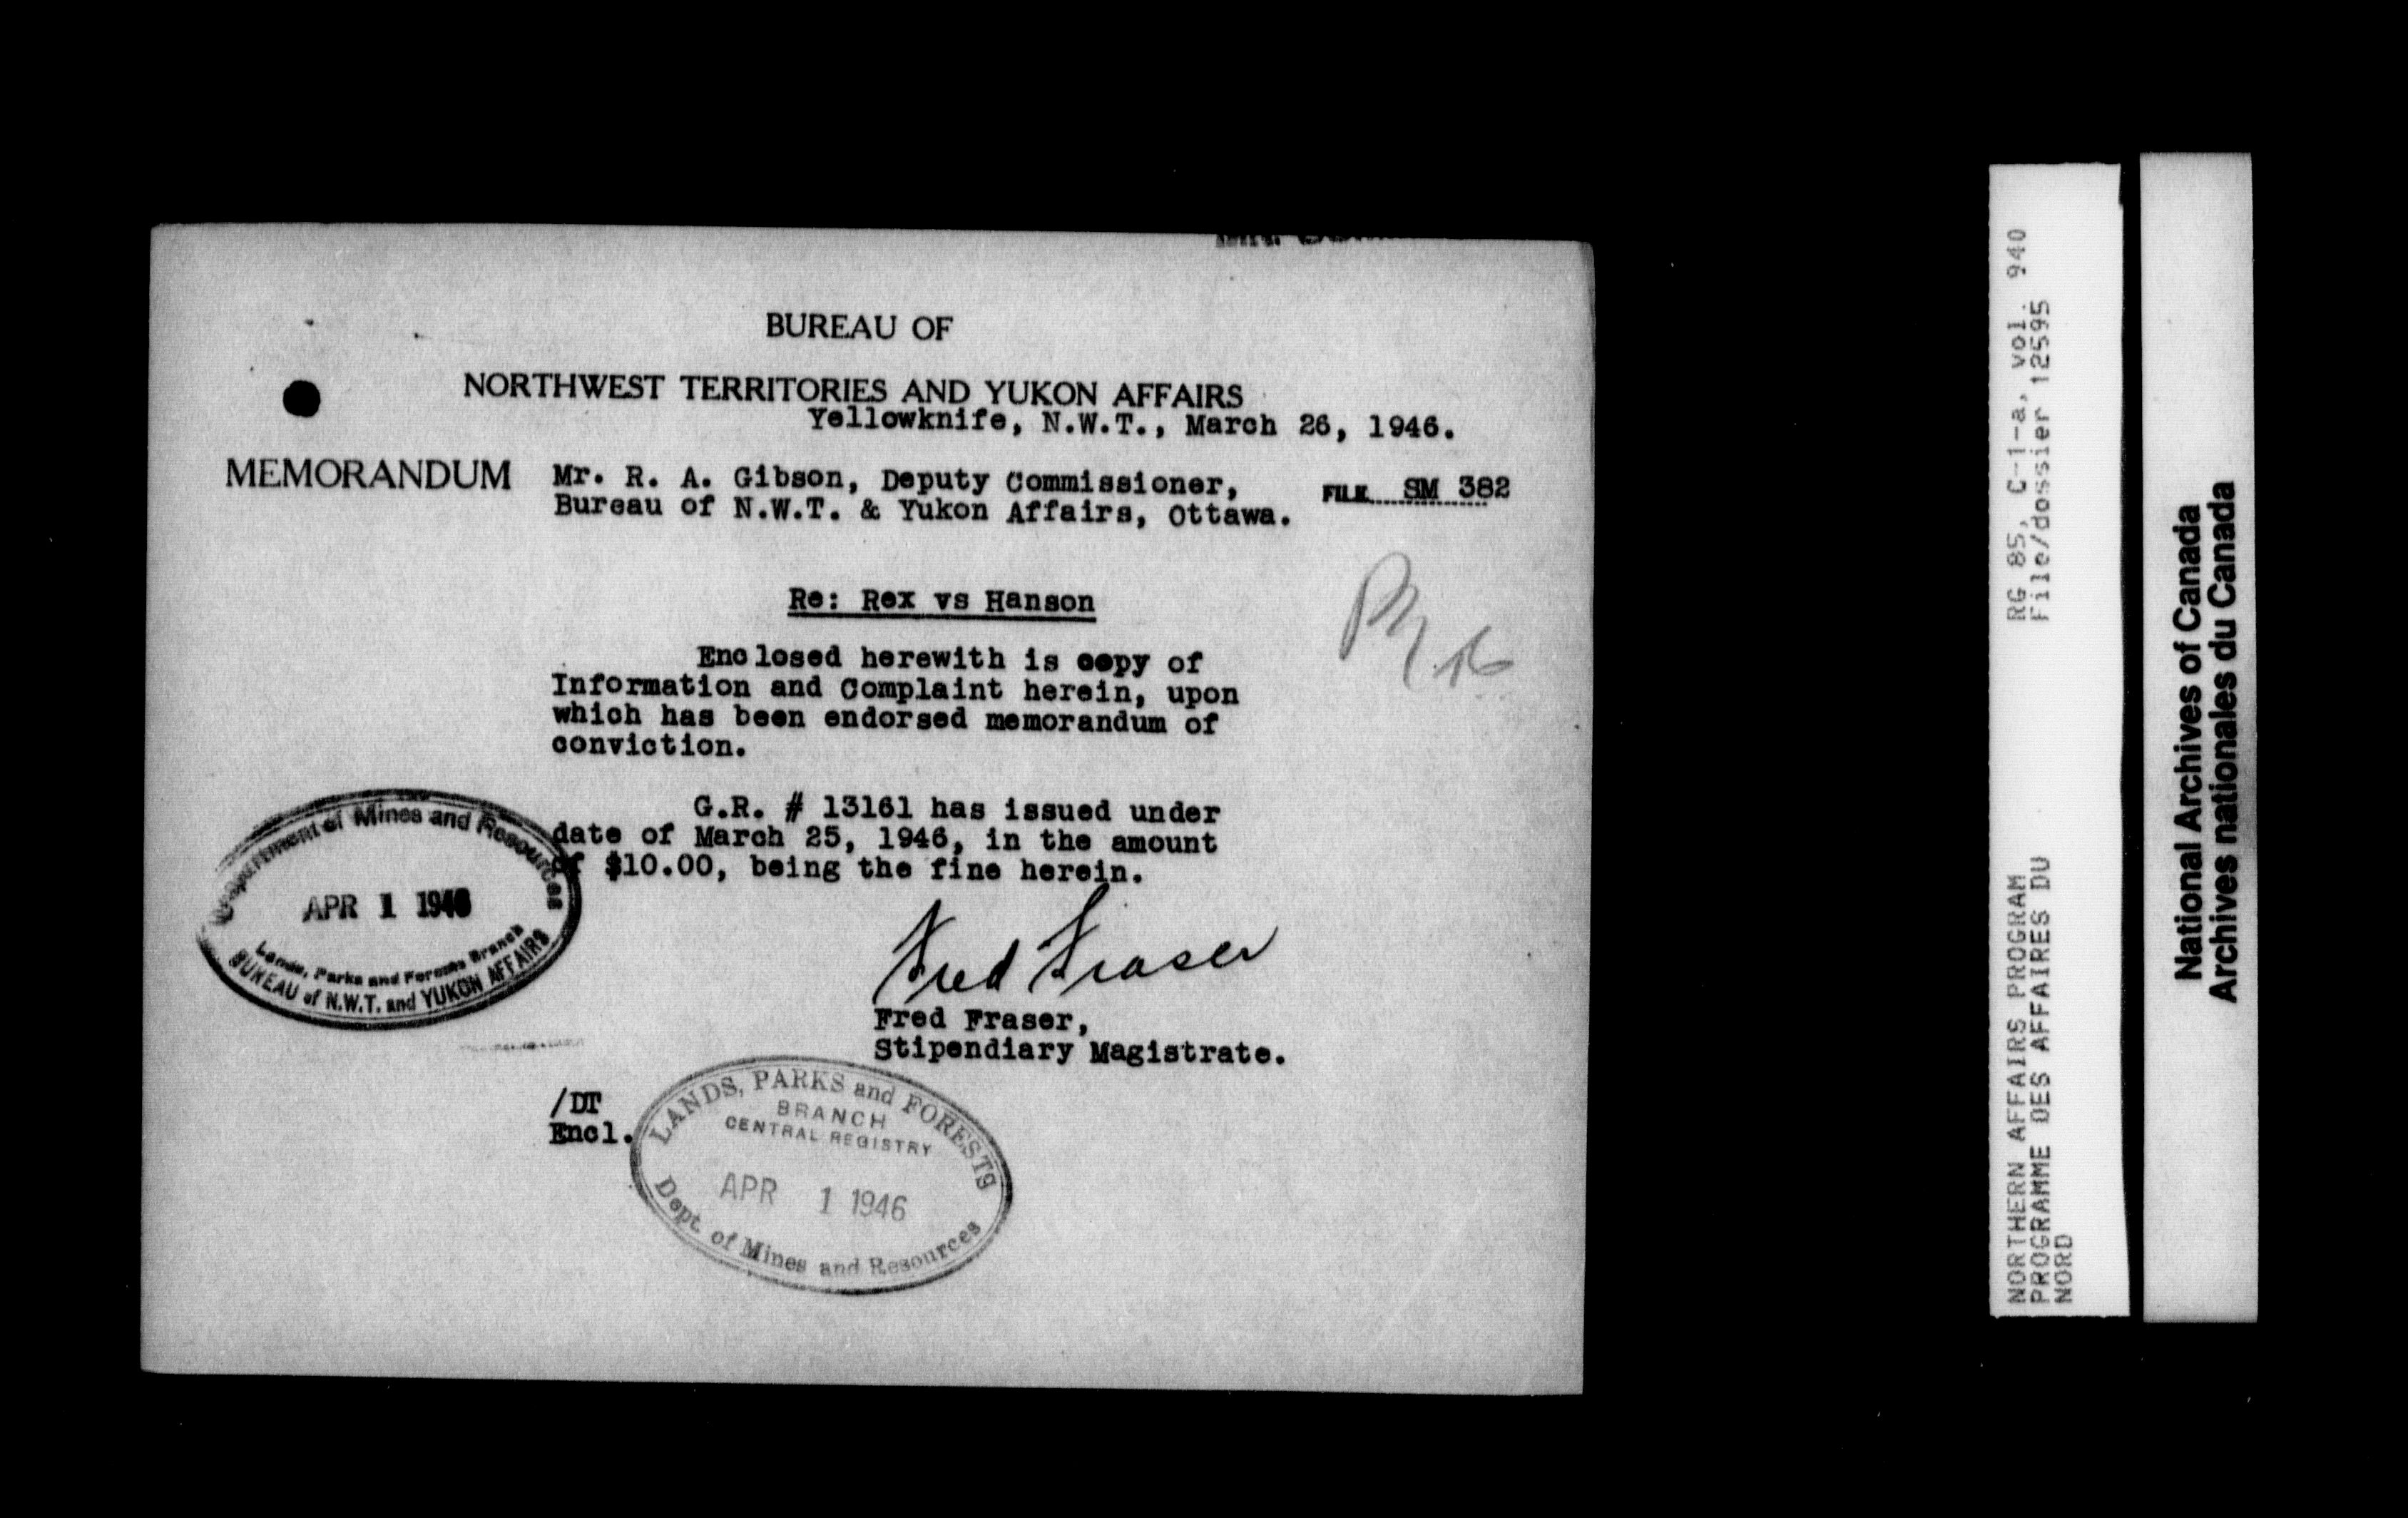 BUREAU OF
NORTHWEST TERRITORIES AND YUKON AFFAIRS
Yellowknife, N.W.T., March 26, 1946.
MEMORANDUM
Mr. R. A. Gibson, Deputy Commissioner,
Bureau of N.W.T. & Yukon Affairs, Ottawa.
FILE SM 382
Re: Rex vs Hanson
Enclosed herewith is copy of
Information and Complaint herein, upon
which has been endorsed memorandum of
conviction.
G.R. # 13161 has issued under
date of March 25, 1946, in the amount
of $10.00, being the fine herein.
Fred Fraser
Fred Fraser,
Stipendiary Magistrate.
/DT
Encl.
Department of Mines and Resources
APR 1 1946
Lands, Parks and Forests Branch
BUREAU of N.W.T. and YUKON AFFAIRS
LANDS, PARKS and FORESTS
BRANCH
CENTRAL REGISTRY
APR 1 1946
Dept. of Mines and Resources
RG 85, C-1-a, vol. 940
File/dossier 12595
NORTHERN AFFAIRS PROGRAM
PROGRAMME DES AFFAIRES DU
NORD
National Archives of Canada
Archives nationales du Canada